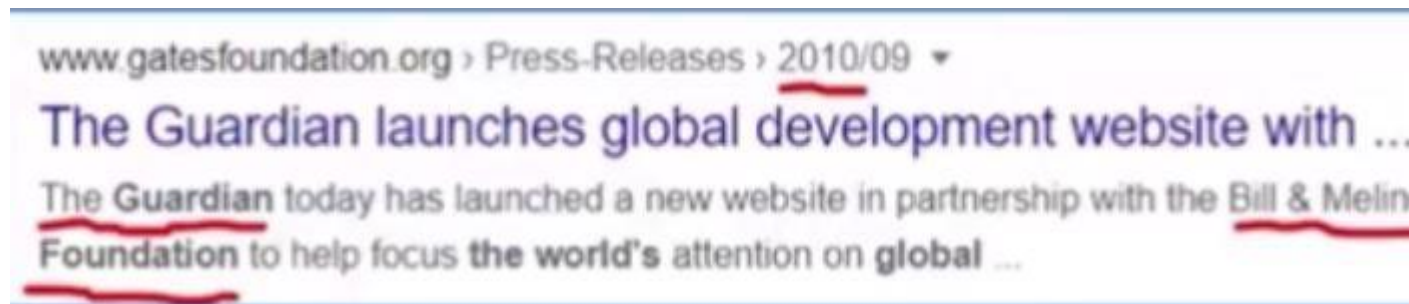 www.gatesfoundation.org › Press-Releases › 2010/09
The Guardian launches global development website with ...
The Guardian today has launched a new website in partnership with the Bill & Melin
Foundation to help focus the world's attention on global ...